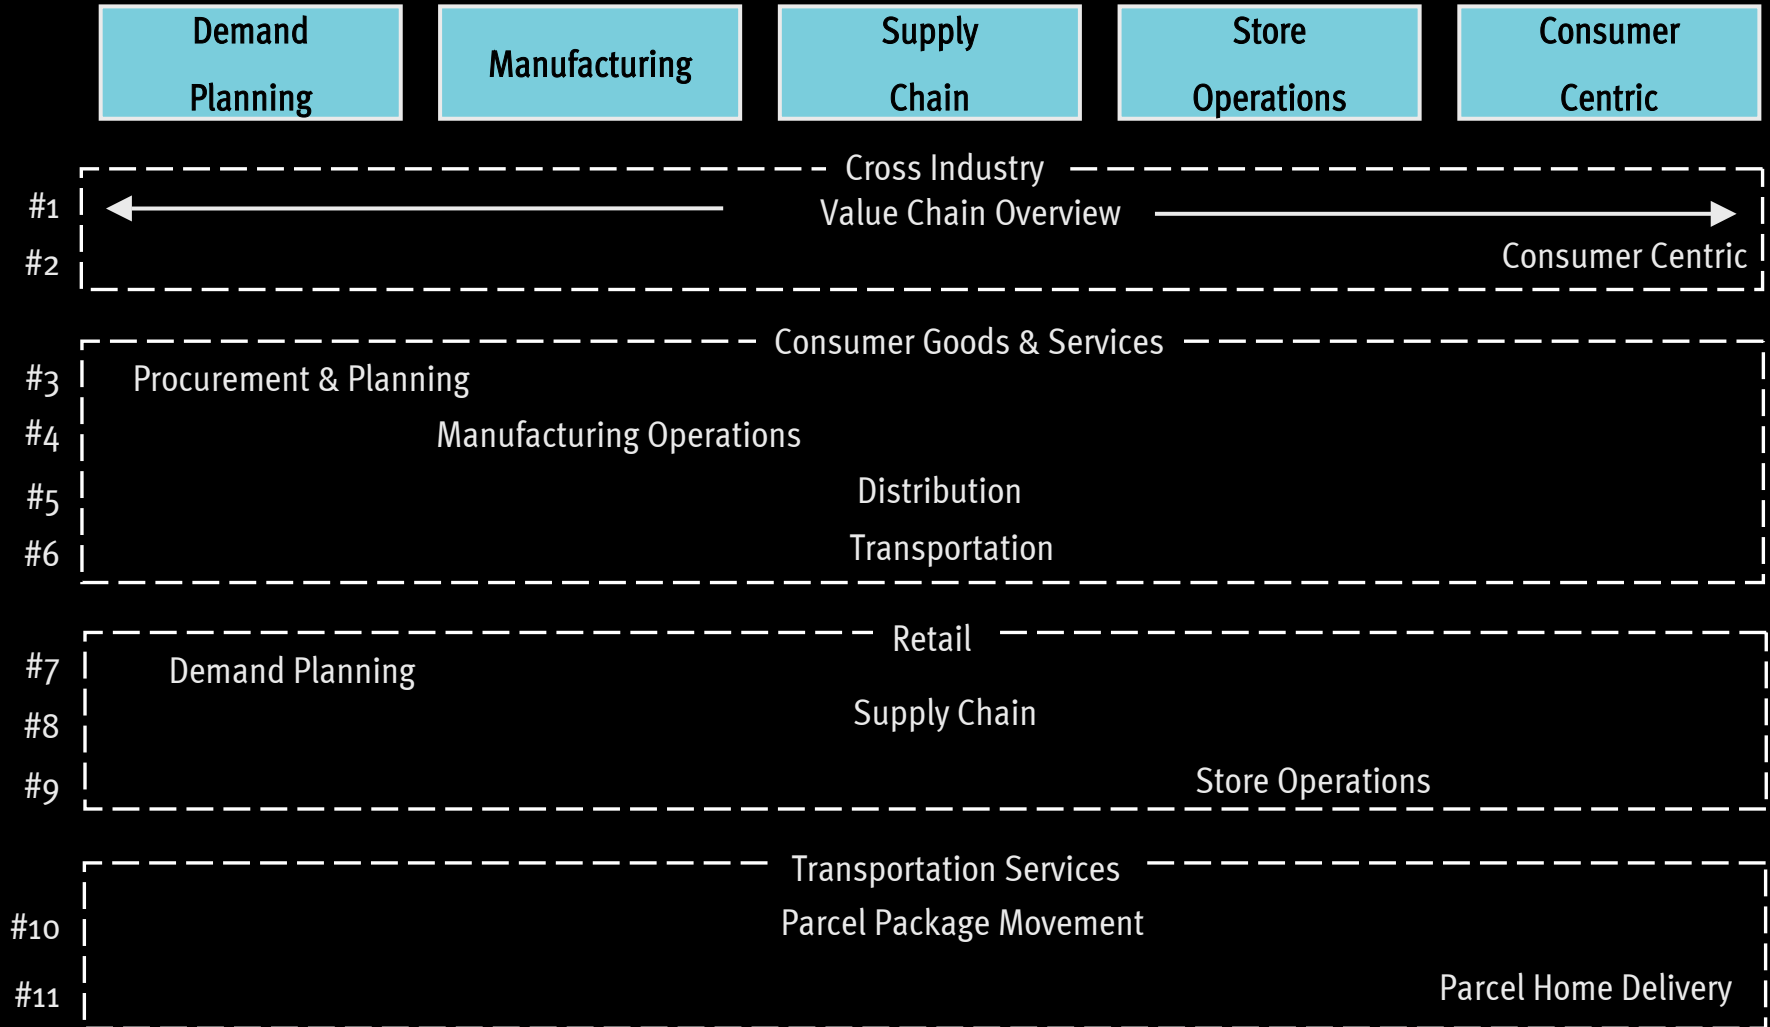 Demand
Planning
Manufacturing
Supply
Chain
Store
Operations
Consumer
Centric
Cross Industry
#1 Value Chain Overview
#2 Consumer Centric
Consumer Goods & Services
#3 Procurement & Planning
#4 Manufacturing Operations
#5 Distribution
#6 Transportation
Retail
#7 Demand Planning
#8 Supply Chain
#9 Store Operations
Transportation Services
#10 Parcel Package Movement
#11 Parcel Home Delivery